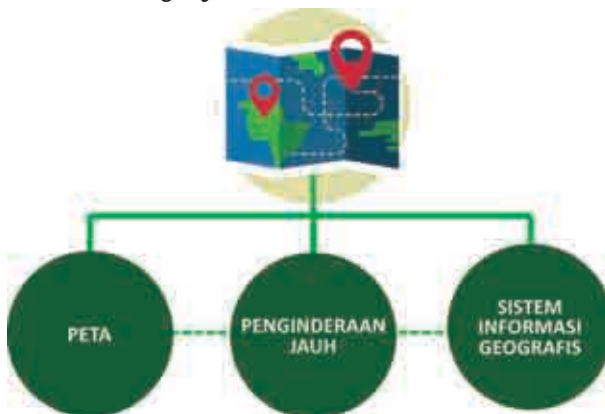 PETA
PENGINDERAAN
JAUH
SISTEM
INFORMASI
GEOGRAFIS